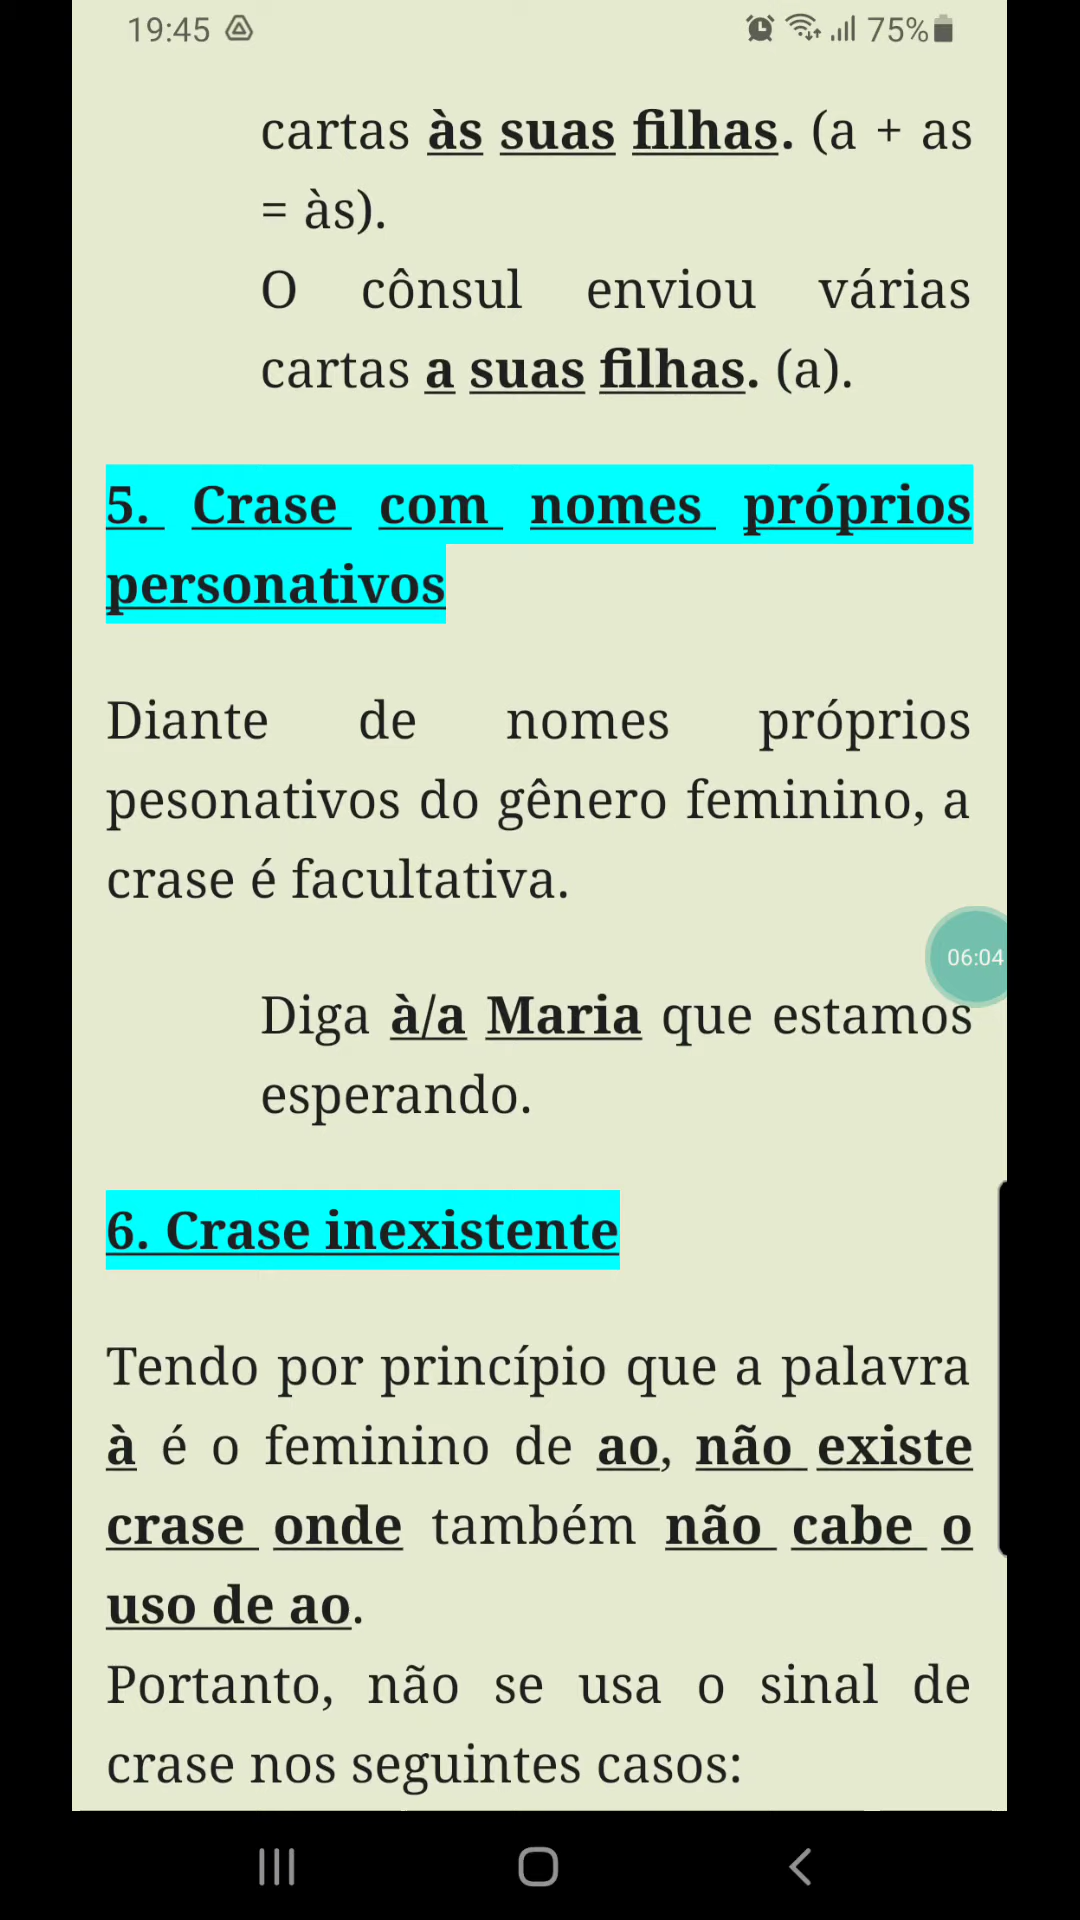 19:45 75%
cartas às suas filhas. (a + as
= às).
O cônsul enviou várias
cartas a suas filhas. (a).
5. Crase com nomes próprios
personativos
Diante de nomes próprios
pesonativos do gênero feminino, a
crase é facultativa.
06:04
Diga à/a Maria que estamos
esperando.
6. Crase inexistente
Tendo por princípio que a palavra
à é o feminino de ao, não existe
crase onde também não cabe o
uso de ao.
Portanto, não se usa o sinal de
crase nos seguintes casos: